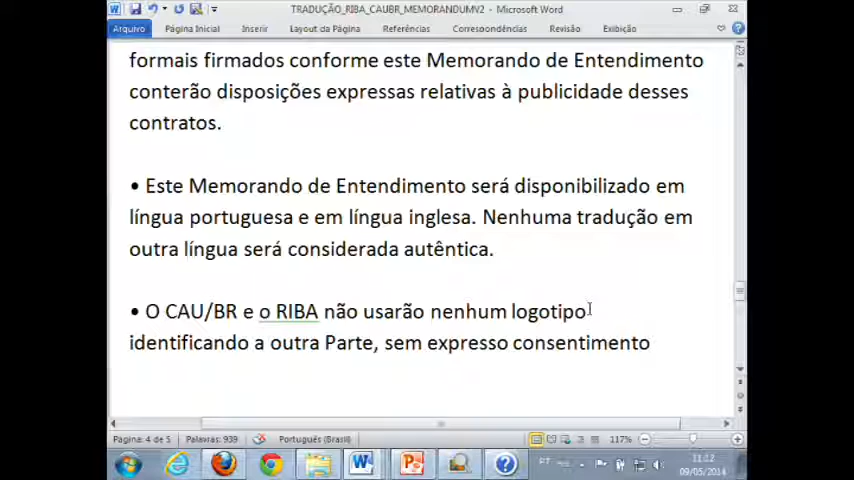 TRADUÇÃO_RIBA_CAUBR_MEMORANDUMV2 - Microsoft Word
Arquivo Página Inicial Inserir Layout da Página Referências Correspondências Revisão Exibição
formais firmados conforme este Memorando de Entendimento
conterão disposições expressas relativas à publicidade desses
contratos.
• Este Memorando de Entendimento será disponibilizado em
língua portuguesa e em língua inglesa. Nenhuma tradução em
outra língua será considerada autêntica.
• O CAU/BR e o RIBA não usarão nenhum logotipo
identificando a outra Parte, sem expresso consentimento
Página: 4 de 5 Palavras: 939 Português (Brasil) 117%
PT 11:12
09/05/2014